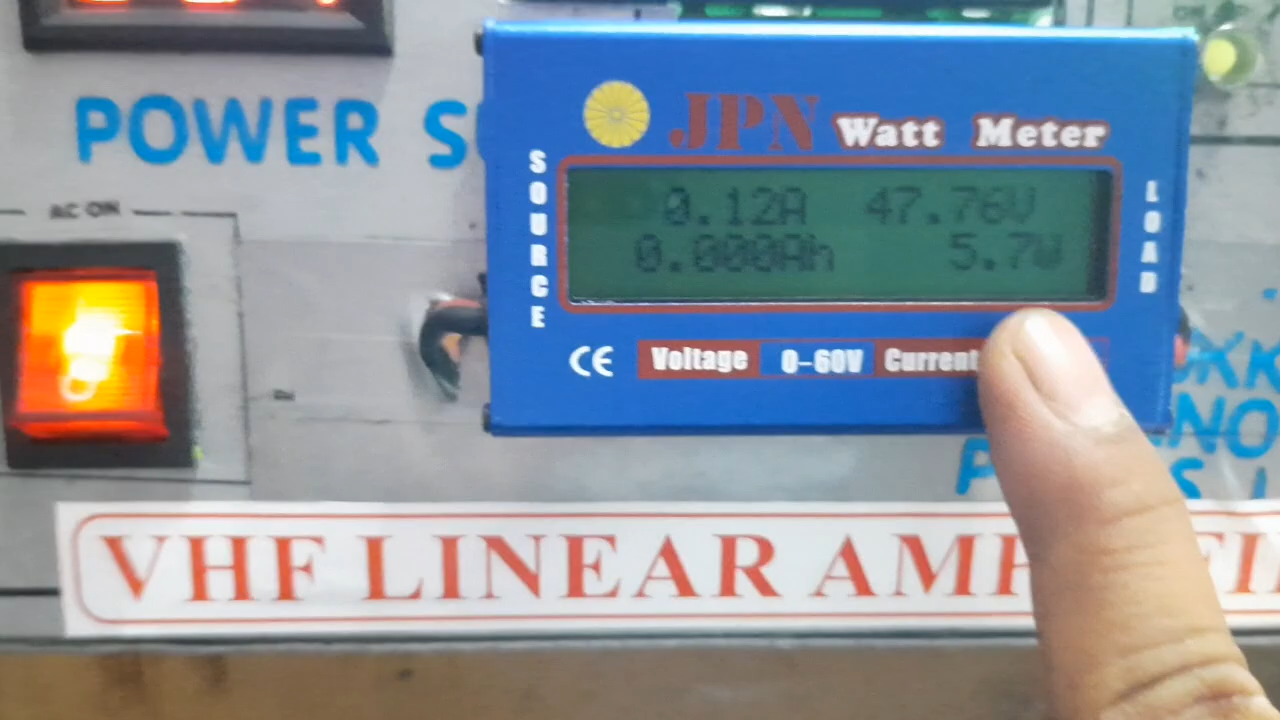 POWER S
AC ON
JPN Watt Meter
SOURCE
0.12A 47.76V
0.000Ah 5.7W
LOAD
CE Voltage 0-60V Current
VHF LINEAR AMP